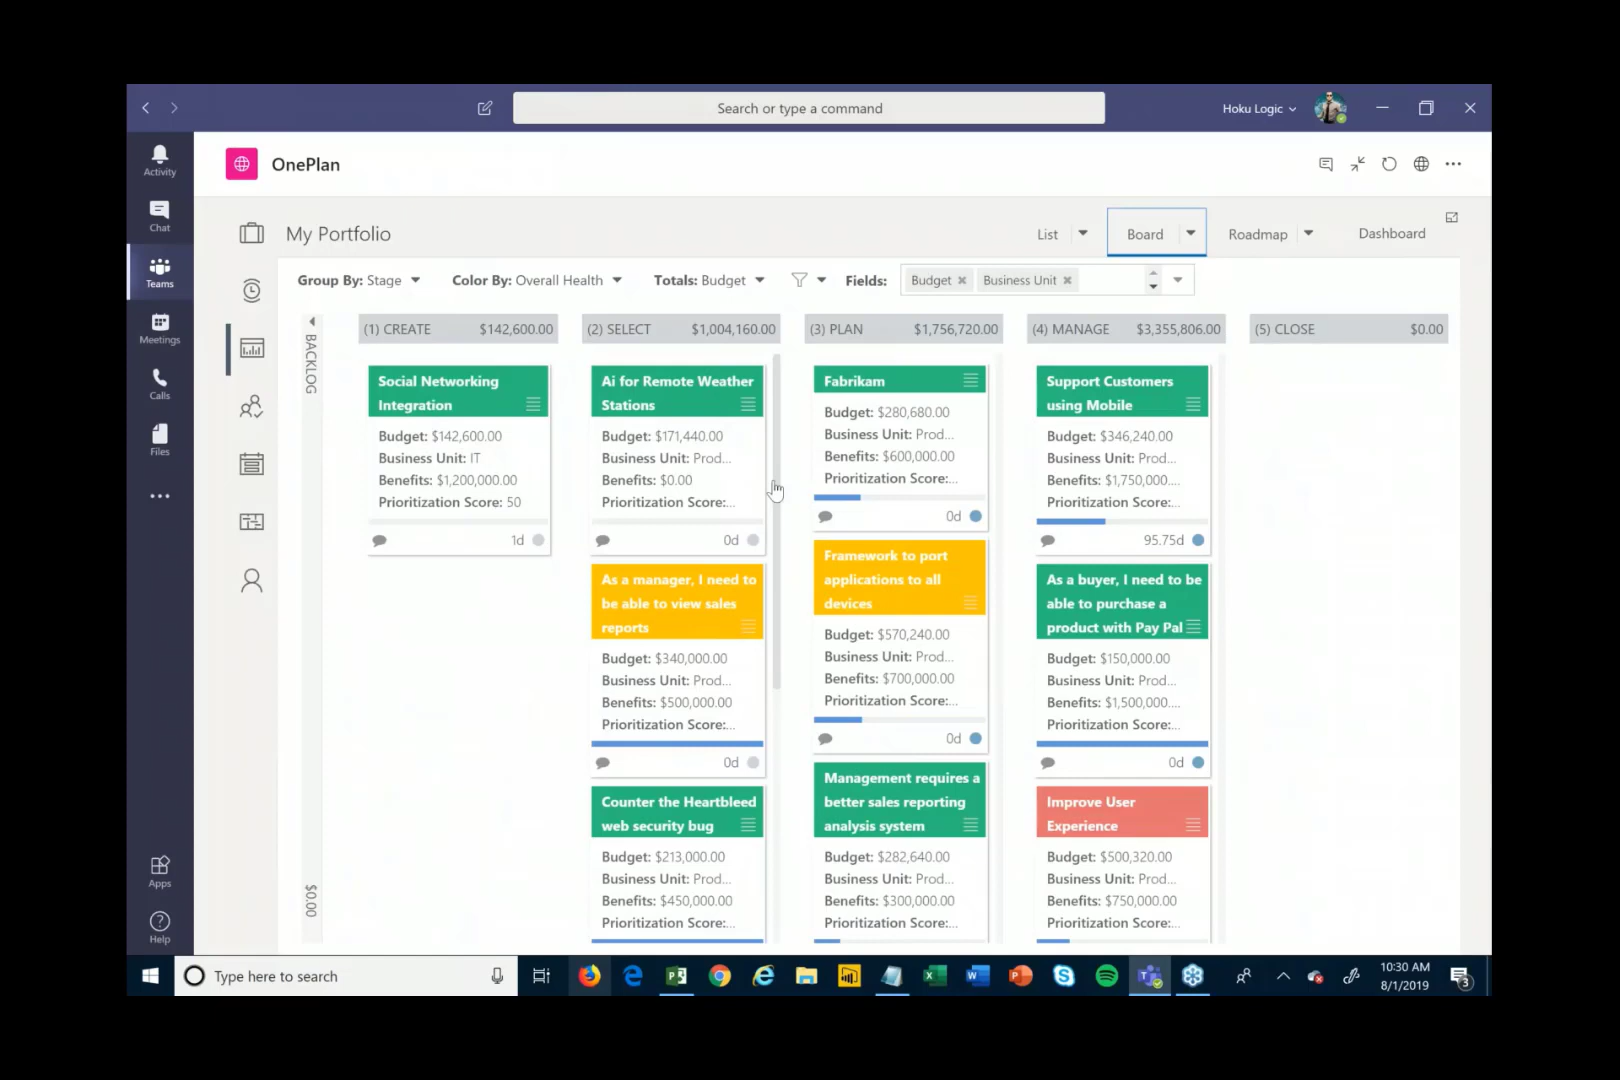 Search or type a command
Hoku Logic
Activity
Chat
Teams
Meetings
Calls
Files
Apps
Help
OnePlan
My Portfolio
List
Board
Roadmap
Dashboard
Group By: Stage
Color By: Overall Health
Totals: Budget
Fields:
Budget
Business Unit
BACKLOG
$0.00
(1) CREATE $142,600.00
Social Networking
Integration
Budget: $142,600.00
Business Unit: IT
Benefits: $1,200,000.00
Prioritization Score: 50
1d
(2) SELECT $1,004,160.00
Ai for Remote Weather
Stations
Budget: $171,440.00
Business Unit: Prod...
Benefits: $0.00
Prioritization Score:...
0d
As a manager, I need to
be able to view sales
reports
Budget: $340,000.00
Business Unit: Prod...
Benefits: $500,000.00
Prioritization Score:...
0d
Counter the Heartbleed
web security bug
Budget: $213,000.00
Business Unit: Prod...
Benefits: $450,000.00
Prioritization Score:...
(3) PLAN $1,756,720.00
Fabrikam
Budget: $280,680.00
Business Unit: Prod...
Benefits: $600,000.00
Prioritization Score:...
0d
Framework to port
applications to all
devices
Budget: $570,240.00
Business Unit: Prod...
Benefits: $700,000.00
Prioritization Score:...
0d
Management requires a
better sales reporting
analysis system
Budget: $282,640.00
Business Unit: Prod...
Benefits: $300,000.00
Prioritization Score:...
(4) MANAGE $3,355,806.00
Support Customers
using Mobile
Budget: $346,240.00
Business Unit: Prod...
Benefits: $1,750,000....
Prioritization Score:...
95.75d
As a buyer, I need to be
able to purchase a
product with Pay Pal
Budget: $150,000.00
Business Unit: Prod...
Benefits: $1,500,000....
Prioritization Score:...
0d
Improve User
Experience
Budget: $500,320.00
Business Unit: Prod...
Benefits: $750,000.00
Prioritization Score:...
(5) CLOSE $0.00
Type here to search
10:30 AM
8/1/2019
3